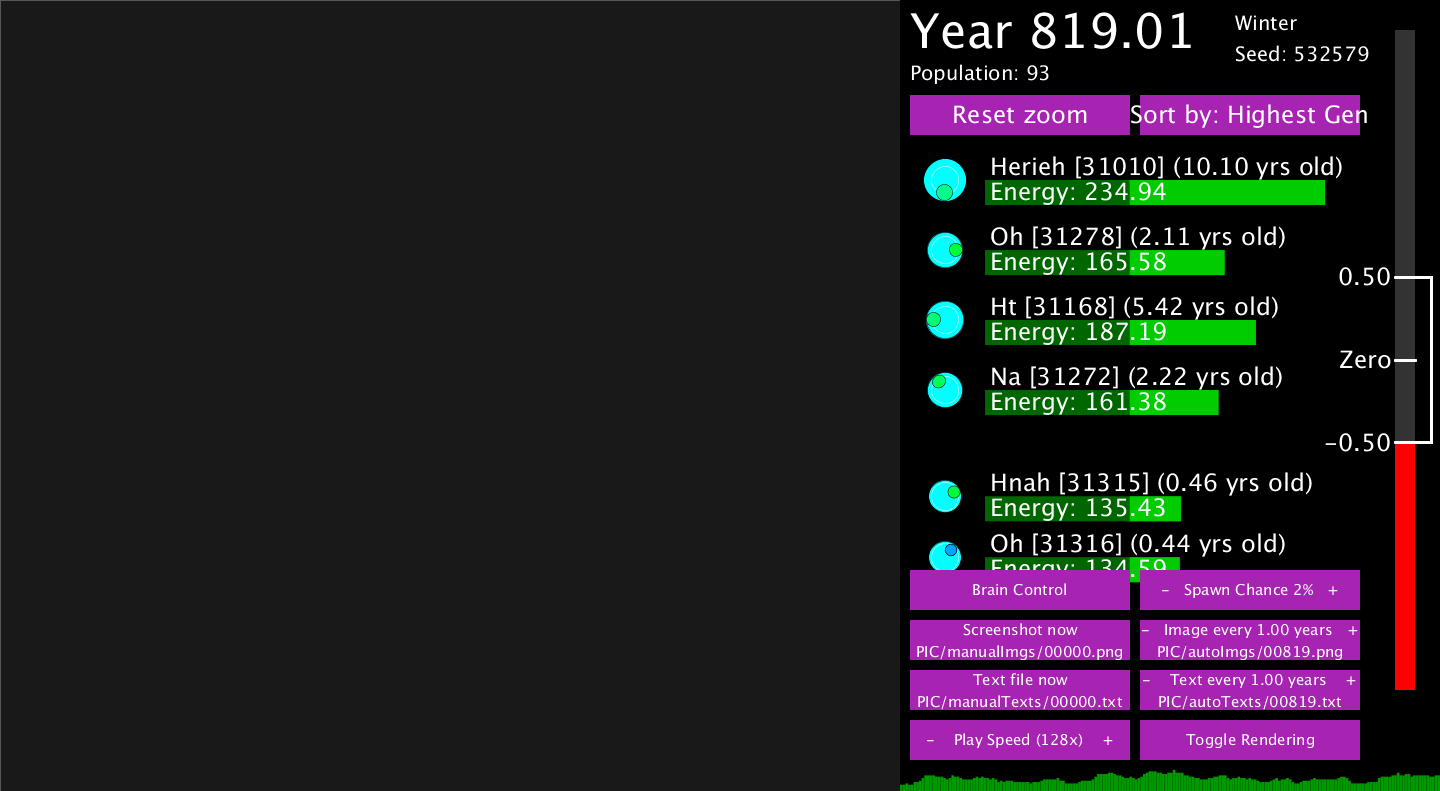 Year 819.01
Winter
Seed: 532579
Population: 93
Reset zoom
Sort by: Highest Gen
Herieh [31010] (10.10 yrs old)
Energy: 234.94
Oh [31278] (2.11 yrs old)
Energy: 165.58
0.50
Ht [31168] (5.42 yrs old)
Energy: 187.19
Zero
Na [31272] (2.22 yrs old)
Energy: 161.38
-0.50
Hnah [31315] (0.46 yrs old)
Energy: 135.43
Oh [31316] (0.44 yrs old)
Energy: 134.59
Brain Control
- Spawn Chance 2% +
Screenshot now
PIC/manualImgs/00000.png
- Image every 1.00 years +
PIC/autoImgs/00819.png
Text file now
PIC/manualTexts/00000.txt
- Text every 1.00 years +
PIC/autoTexts/00819.txt
- Play Speed (128x) +
Toggle Rendering